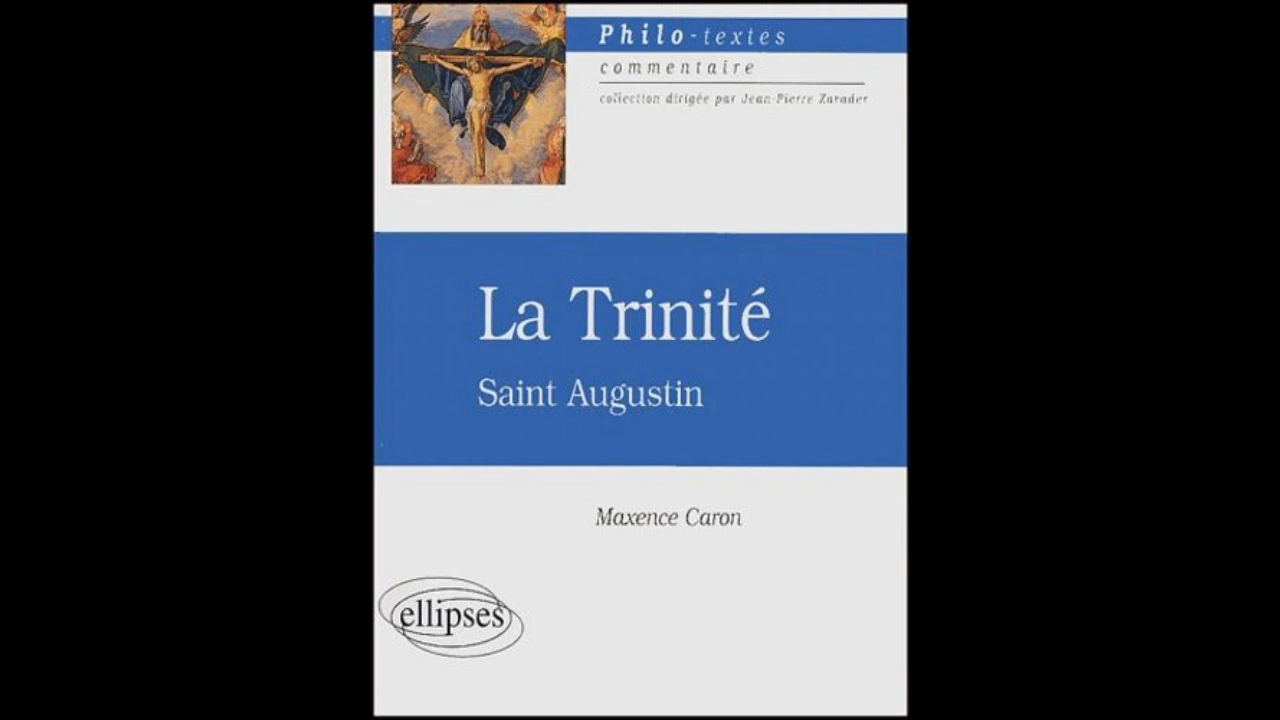 Philo-textes
commentaire
collection dirigée par Jean-Pierre Zarader
La Trinité
Saint Augustin
Maxence Caron
ellipses